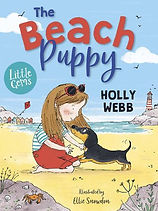 The
Beach
Puppy
Little
Gems
HOLLY
WEBB
Illustrated by
Ellie Snowdon